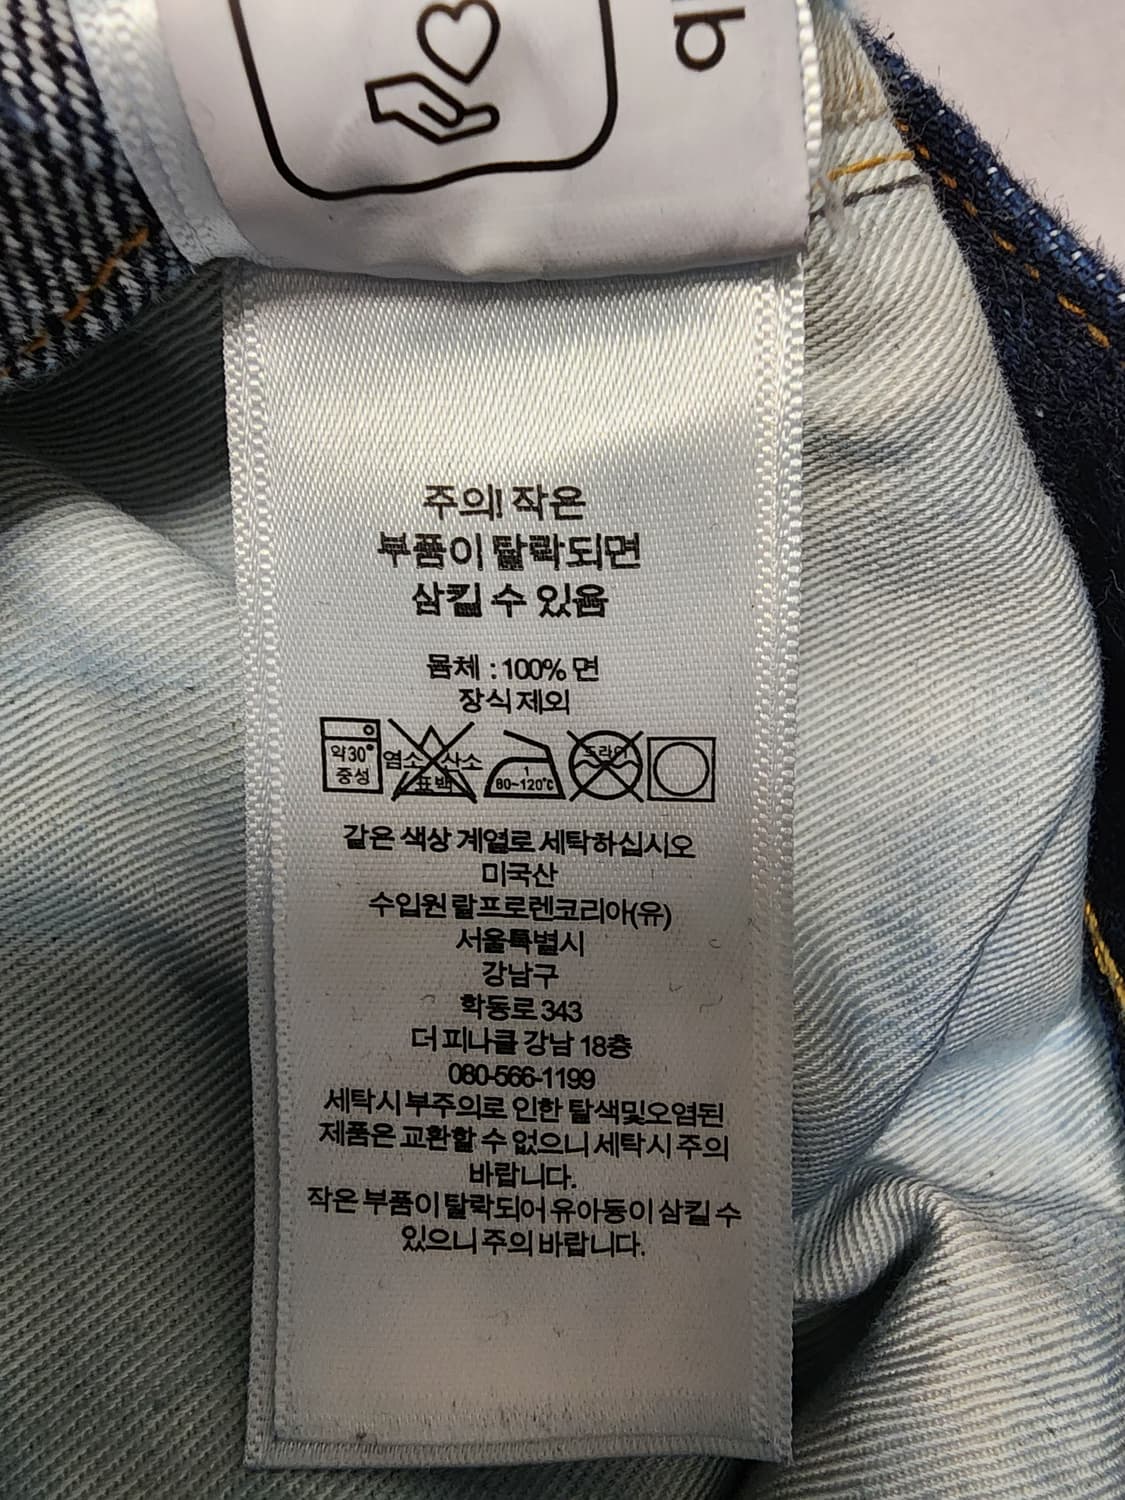 주의! 작은
부품이 탈락되면
삼킬 수 있음
몸체 : 100% 면
장식 제외
약30°
중성
염소 산소
표백
1
80~120℃
드라이
같은 색상 계열로 세탁하십시오
미국산
수입원 랄프로렌코리아(유)
서울특별시
강남구
학동로 343
더 피나클 강남 18층
080-566-1199
세탁시 부주의로 인한 탈색및오염된
제품은 교환할 수 없으니 세탁시 주의
바랍니다.
작은 부품이 탈락되어 유아동이 삼킬 수
있으니 주의 바랍니다.